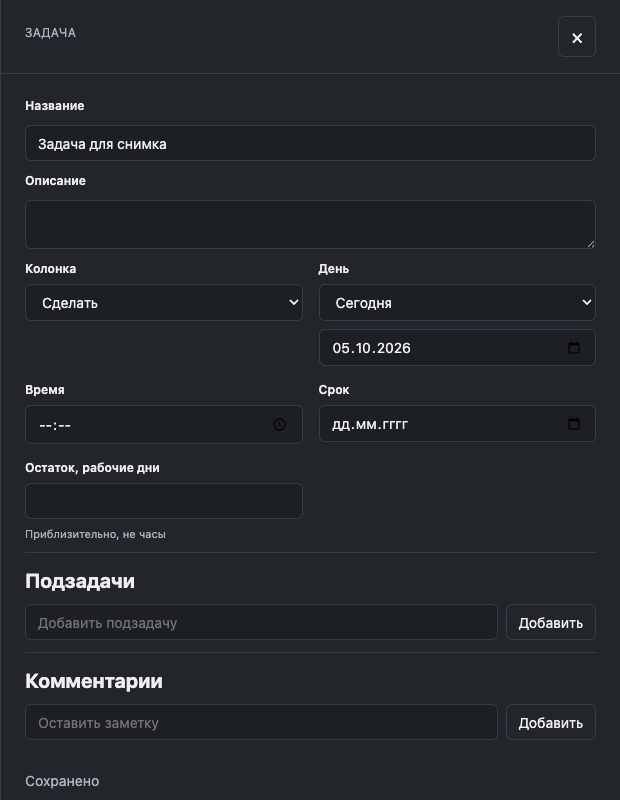 ЗАДАЧА
×
Название
Задача для снимка
Описание
Колонка
День
Сделать
Сегодня
05.10.2026
Время
Срок
--:--
дд.мм.гггг
Остаток, рабочие дни
Приблизительно, не часы
Подзадачи
Добавить подзадачу
Добавить
Комментарии
Оставить заметку
Добавить
Сохранено